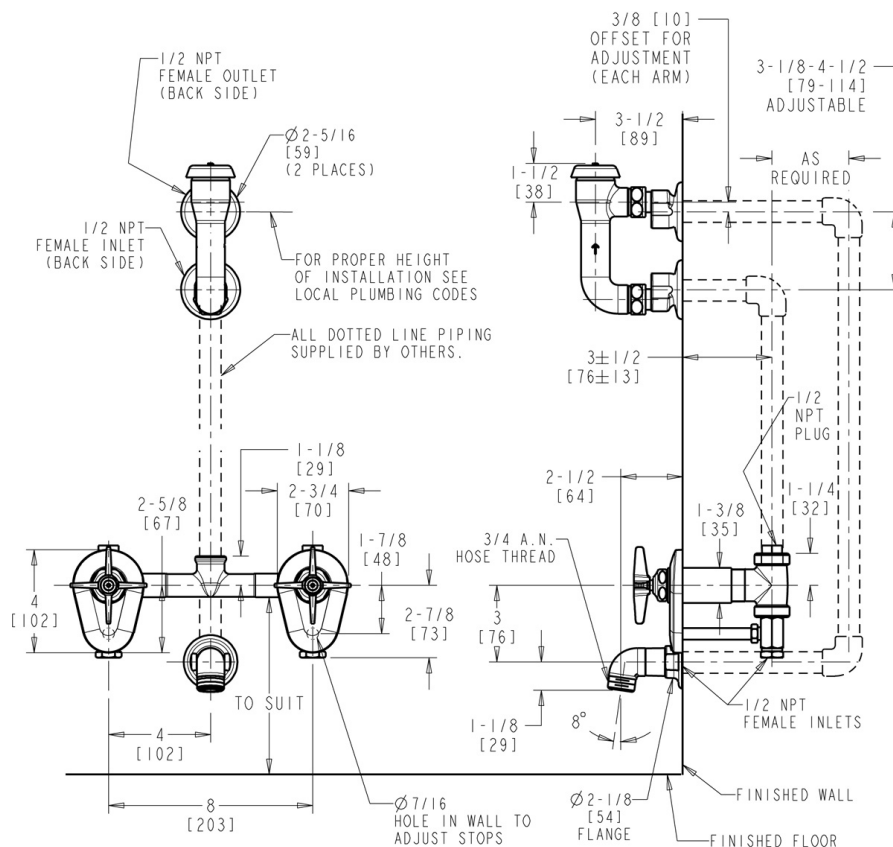 1/2 NPT
FEMALE OUTLET
(BACK SIDE)
Ø2-5/16
[59]
(2 PLACES)
1/2 NPT
FEMALE INLET
(BACK SIDE)
FOR PROPER HEIGHT
OF INSTALLATION SEE
LOCAL PLUMBING CODES
ALL DOTTED LINE PIPING
SUPPLIED BY OTHERS.
1-1/8
[29]
2-3/4
[70]
2-5/8
[67]
1-7/8
[48]
4
[102]
2-7/8
[73]
TO SUIT
4
[102]
8
[203]
Ø7/16
HOLE IN WALL TO
ADJUST STOPS
3/8 [10]
OFFSET FOR
ADJUSTMENT
(EACH ARM)
3-1/8-4-1/2
[79-114]
ADJUSTABLE
3-1/2
[89]
1-1/2
[38]
AS
REQUIRED
3±1/2
[76±13]
1/2
NPT
PLUG
2-1/2
[64]
1-3/8
[35]
1-1/4
[32]
3/4 A.N.
HOSE THREAD
3
[76]
1-1/8
[29]
8°
1/2 NPT
FEMALE INLETS
Ø2-1/8
[54]
FLANGE
FINISHED WALL
FINISHED FLOOR